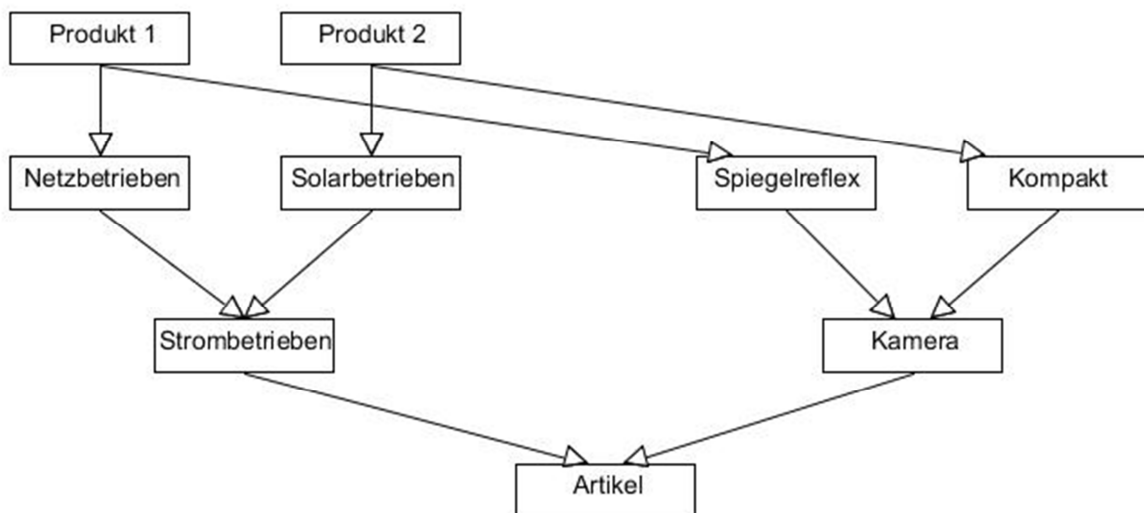 Produkt 1
Produkt 2
Netzbetrieben
Solarbetrieben
Spiegelreflex
Kompakt
Strombetrieben
Kamera
Artikel